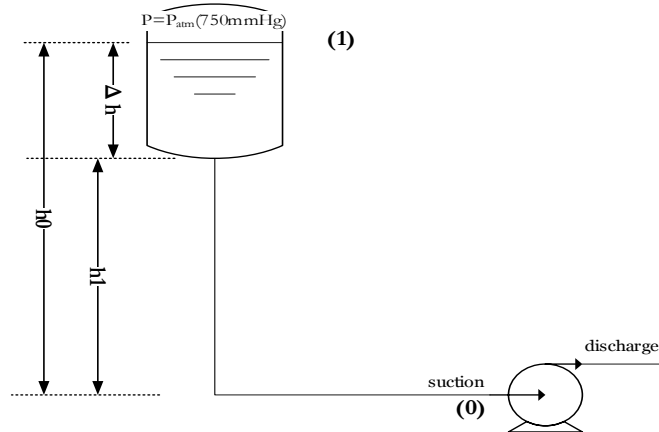 P=Patm(750mmHg)
(1)
Δ h
h0
h1
discharge
suction
(0)